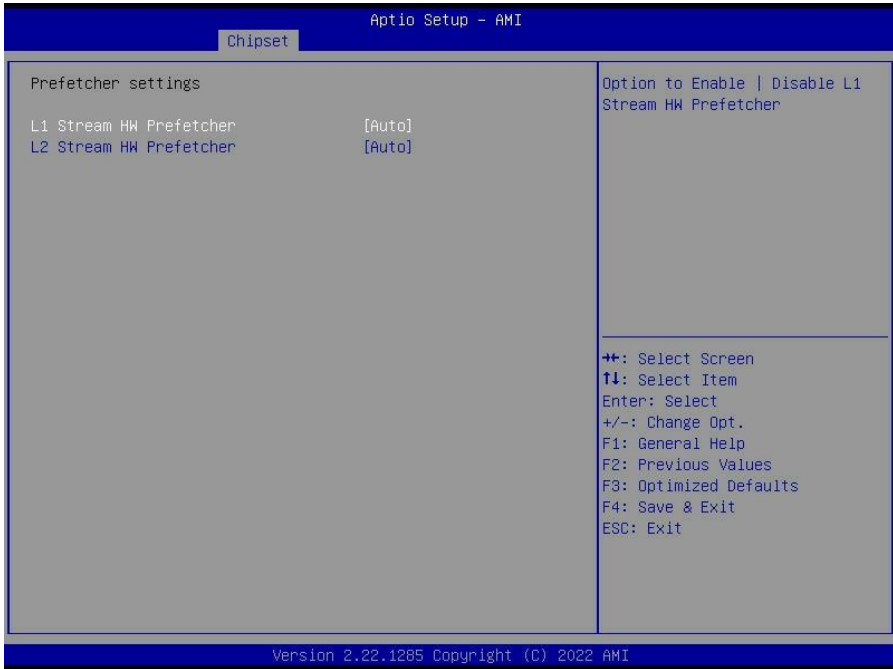 Aptio Setup – AMI
Chipset
Prefetcher settings
L1 Stream HW Prefetcher [Auto]
L2 Stream HW Prefetcher [Auto]
Option to Enable | Disable L1
Stream HW Prefetcher
→←: Select Screen
↑↓: Select Item
Enter: Select
+/-: Change Opt.
F1: General Help
F2: Previous Values
F3: Optimized Defaults
F4: Save & Exit
ESC: Exit
Version 2.22.1285 Copyright (C) 2022 AMI